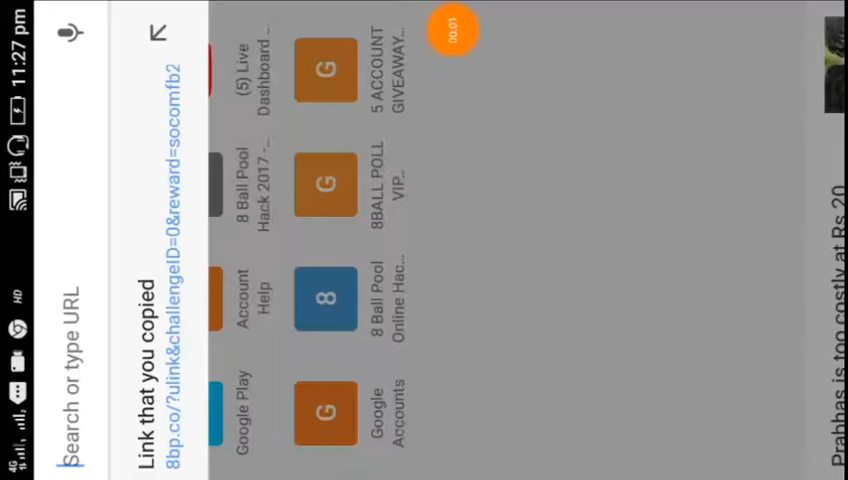 4G HD 11:27 pm
Search or type URL
Link that you copied
8bp.co/?ulink&challengeID=0&reward=socomfb2
Google Play
Account
Help
8 Ball Pool
Hack 2017 -...
(5) Live
Dashboard ...
G
8
G
G
Google
Accounts
8 Ball Pool
Online Hac...
8BALL POLL
VIP...
5 ACCOUNT
GIVEAWAY...
00:01
Prabhas is too costly at Rs 20